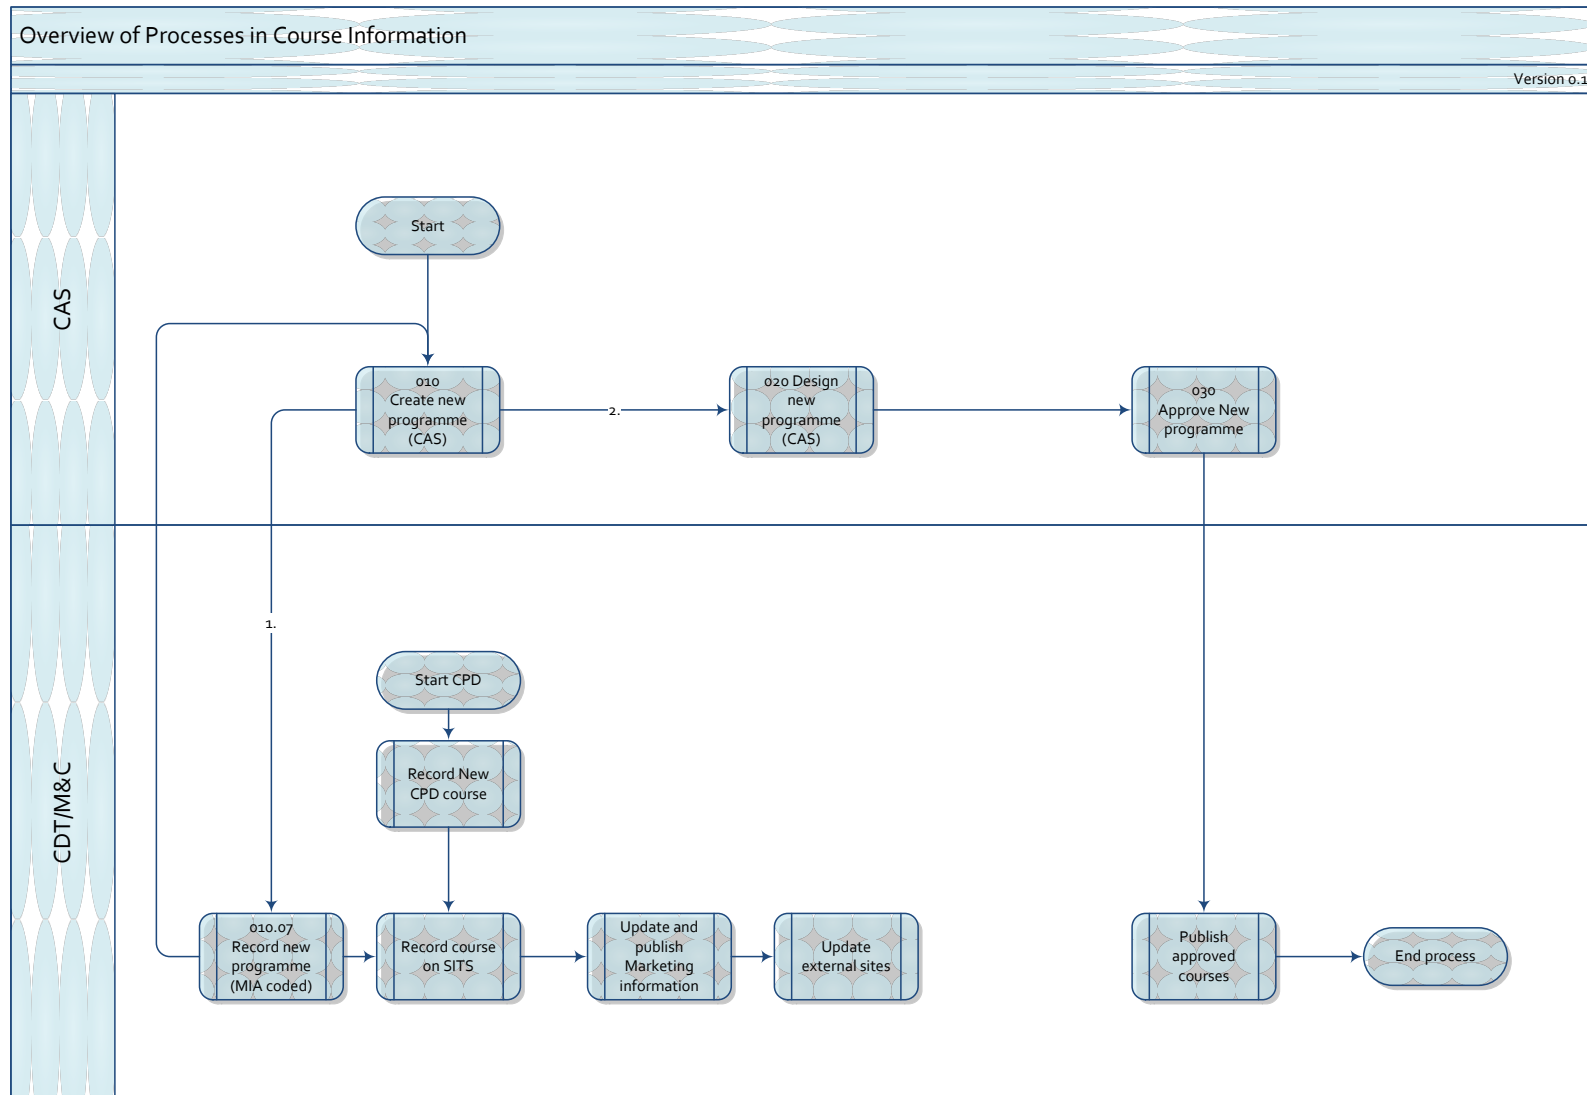 Overview of Processes in Course Information
Version 0.1
CAS
Start
010
Create new
programme
(CAS)
2.
020 Design
new
programme
(CAS)
030
Approve New
programme
CDT/M&C
1.
Start CPD
Record New
CPD course
010.07
Record new
programme
(MIA coded)
Record course
on SITS
Update and
publish
Marketing
information
Update
external sites
Publish
approved
courses
End process